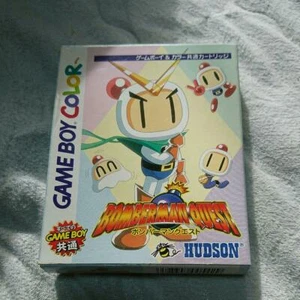 ゲームボーイ&カラー共通カートリッジ
GAME BOY COLOR
BOMBERMAN QUEST
ボンバーマンクエスト
GAME BOY
共通
HUDSON